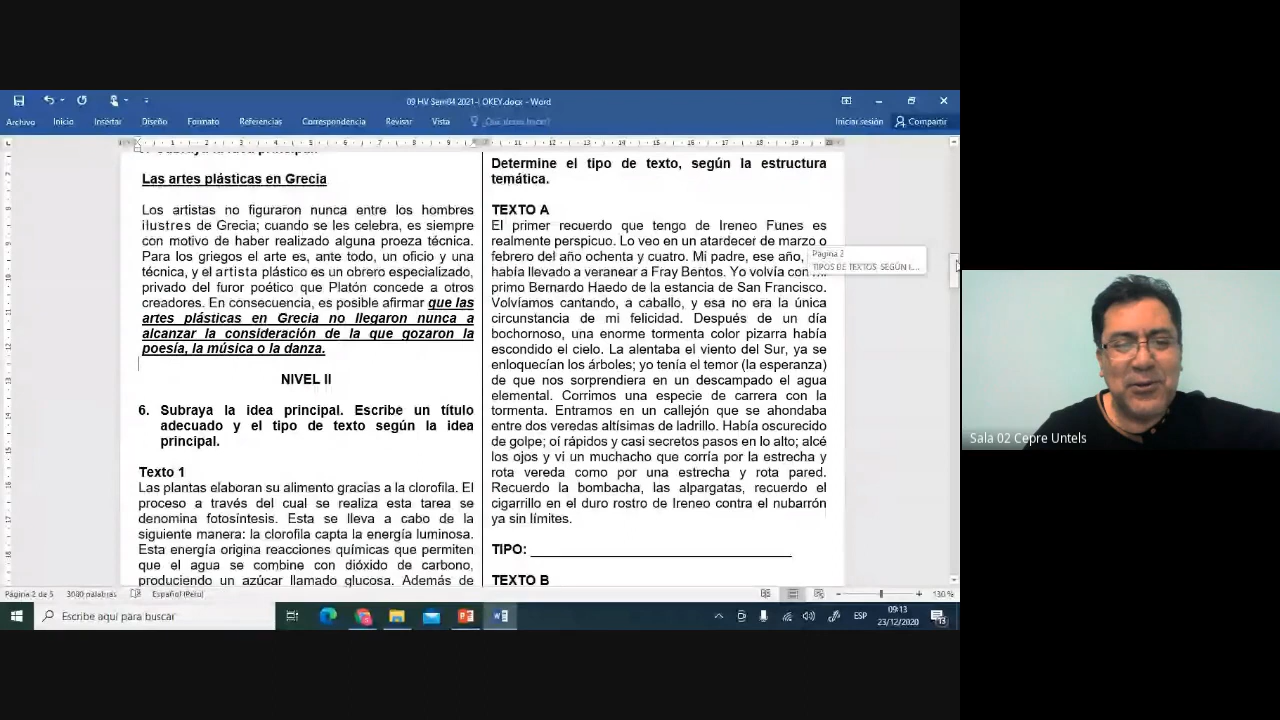 09 HV Sem04 2021-I OKEY.docx - Word
Archivo
Inicio
Insertar
Diseño
Formato
Referencias
Correspondencia
Revisar
Vista
¿Qué desea hacer?
Iniciar sesión
Compartir
Subraya la idea principal.
Las artes plásticas en Grecia
Los artistas no figuraron nunca entre los hombres
ilustres de Grecia; cuando se les celebra, es siempre
con motivo de haber realizado alguna proeza técnica.
Para los griegos el arte es, ante todo, un oficio y una
técnica, y el artista plástico es un obrero especializado,
privado del furor poético que Platón concede a otros
creadores. En consecuencia, es posible afirmar que las
artes plásticas en Grecia no llegaron nunca a
alcanzar la consideración de la que gozaron la
poesía, la música o la danza.
NIVEL II
6. Subraya la idea principal. Escribe un título
adecuado y el tipo de texto según la idea
principal.
Texto 1
Las plantas elaboran su alimento gracias a la clorofila. El
proceso a través del cual se realiza esta tarea se
denomina fotosíntesis. Esta se lleva a cabo de la
siguiente manera: la clorofila capta la energía luminosa.
Esta energía origina reacciones químicas que permiten
que el agua se combine con dióxido de carbono,
produciendo un azúcar llamado glucosa. Además de
Determine el tipo de texto, según la estructura
temática.
TEXTO A
El primer recuerdo que tengo de Ireneo Funes es
realmente perspicuo. Lo veo en un atardecer de marzo o
febrero del año ochenta y cuatro. Mi padre, ese año,
había llevado a veranear a Fray Bentos. Yo volvía con mi
primo Bernardo Haedo de la estancia de San Francisco.
Volvíamos cantando, a caballo, y esa no era la única
circunstancia de mi felicidad. Después de un día
bochornoso, una enorme tormenta color pizarra había
escondido el cielo. La alentaba el viento del Sur, ya se
enloquecían los árboles; yo tenía el temor (la esperanza)
de que nos sorprendiera en un descampado el agua
elemental. Corrimos una especie de carrera con la
tormenta. Entramos en un callejón que se ahondaba
entre dos veredas altísimas de ladrillo. Había oscurecido
de golpe; oí rápidos y casi secretos pasos en lo alto; alcé
los ojos y vi un muchacho que corría por la estrecha y
rota vereda como por una estrecha y rota pared.
Recuerdo la bombacha, las alpargatas, recuerdo el
cigarrillo en el duro rostro de Ireneo contra el nubarrón
ya sin límites.
TIPO: ____________________
TEXTO B
Página 2
TIPOS DE TEXTOS SEGÚN L...
Sala 02 Cepre Untels
Página 2 de 5
3080 palabras
Español (Perú)
130 %
Escribe aquí para buscar
ESP
09:13
23/12/2020